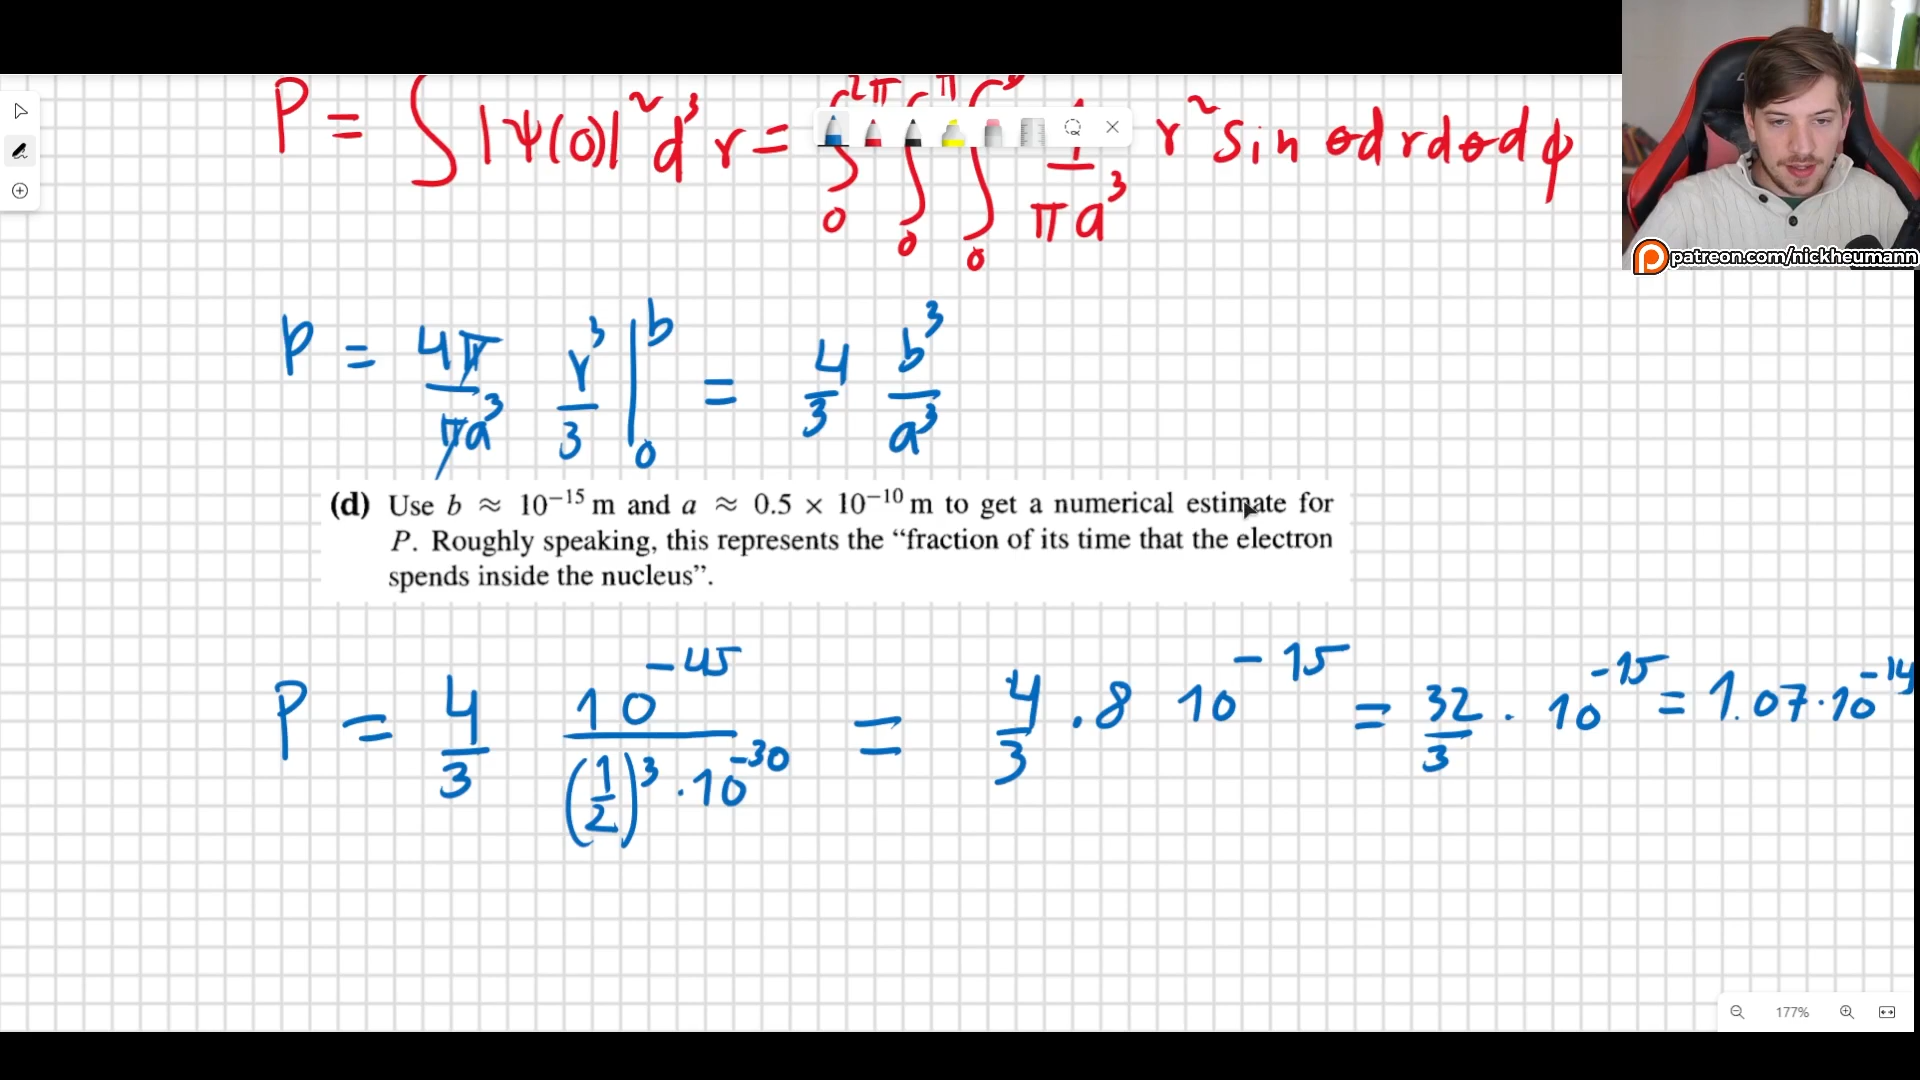 P = ∫ |ψ(0)|² d³r = ∫₀^2π ∫₀^π ∫₀ 1/πa³ r² sin θ dr dθ dϕ
patreon.com/nickheumann
P = 4π/πa³ r³/3 |₀^b = 4/3 b³/a³
(d) Use b ≈ 10⁻¹⁵ m and a ≈ 0.5 × 10⁻¹⁰ m to get a numerical estimate for
P. Roughly speaking, this represents the “fraction of its time that the electron
spends inside the nucleus”.
P = 4/3 10⁻⁴⁵/((1/2)³ · 10⁻³⁰) = 4/3 · 8 10⁻¹⁵ = 32/3 · 10⁻¹⁵ = 1.07 · 10⁻¹⁴
177%